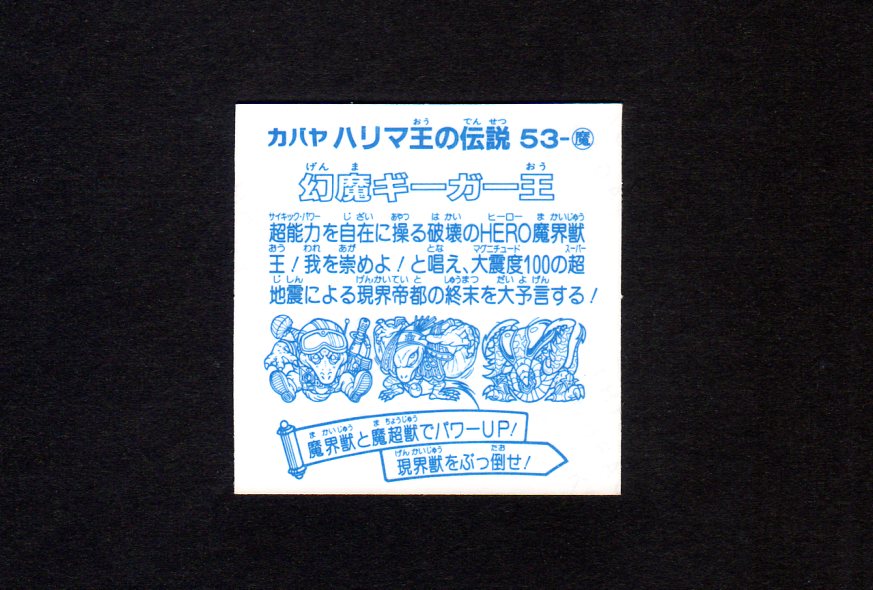 カバヤ ハリマ王の伝説 53-魔
幻魔ギーガー王
超能力を自在に操る破壊のHERO魔界獣
王!我を崇めよ!と唱え、大震度100の超
地震による現界帝都の終末を大予言する!
魔界獣と魔超獣でパワーUP!
現界獣をぶっ倒せ!